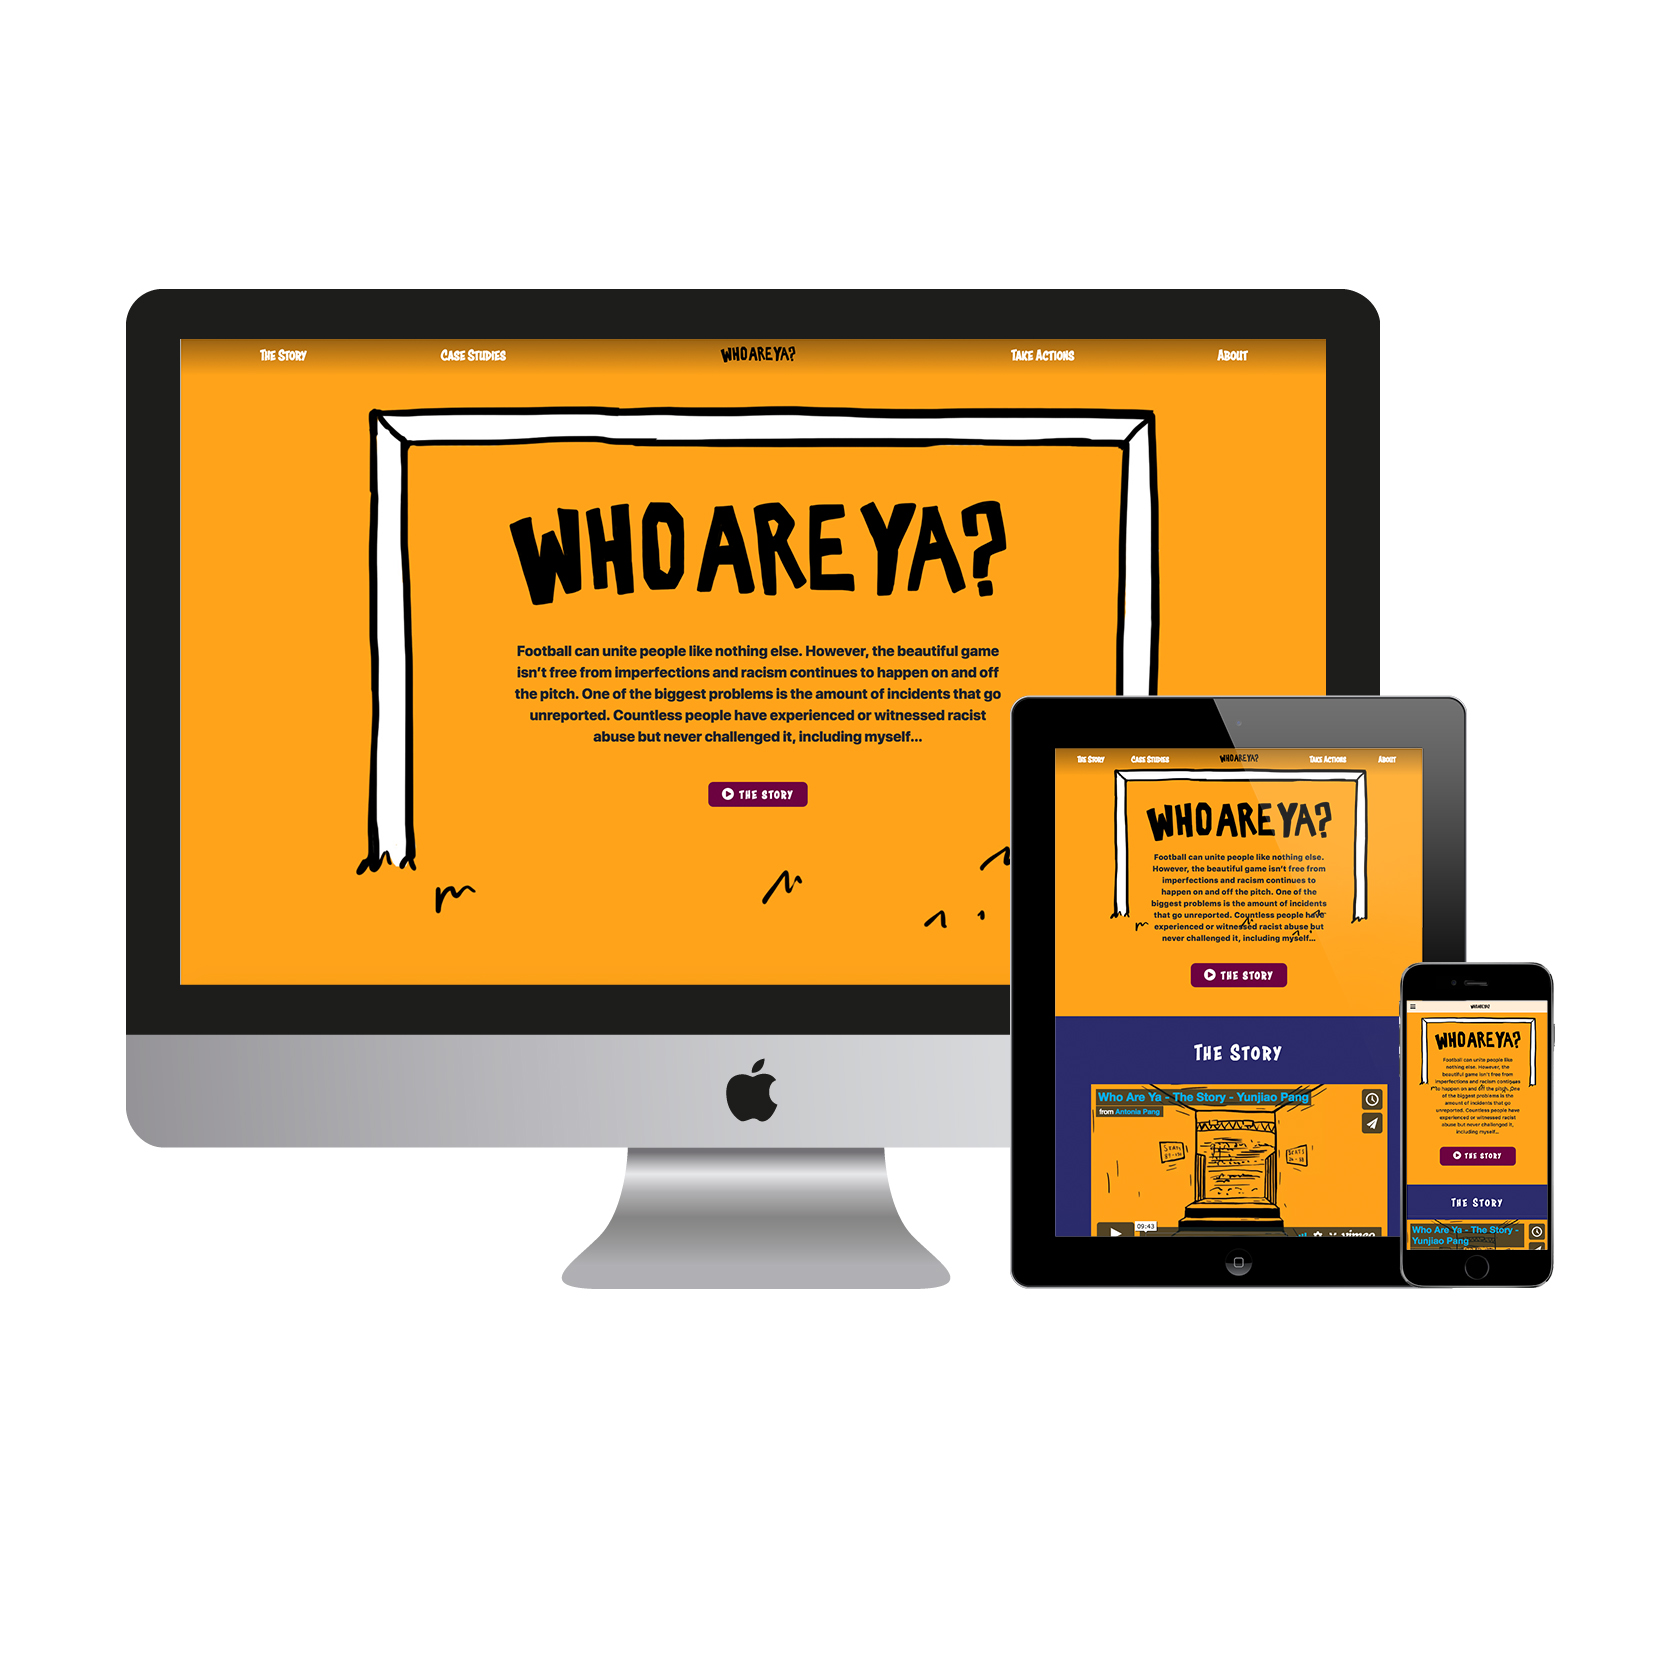 The Story
Case Studies
WHO ARE YA?
Take Actions
About
WHO ARE YA?
Football can unite people like nothing else. However, the beautiful game
isn't free from imperfections and racism continues to happen on and off
the pitch. One of the biggest problems is the amount of incidents that go
unreported. Countless people have experienced or witnessed racist
abuse but never challenged it, including myself...
THE STORY
The Story
Case Studies
WHO ARE YA?
Take Actions
About
WHO ARE YA?
Football can unite people like nothing else.
However, the beautiful game isn't free from
imperfections and racism continues to
happen on and off the pitch. One of the
biggest problems is the amount of incidents
that go unreported. Countless people have
experienced or witnessed racist abuse but
never challenged it, including myself...
THE STORY
The Story
Who Are Ya - The Story - Yunjiao Pang
from Antonia Pang
SEATS
SEATS
09:43
vimeo
WHO ARE YA?
WHO ARE YA?
Football can unite people like
nothing else. However, the
beautiful game isn't free from
imperfections and racism continues
to happen on and off the pitch. One
of the biggest problems is the
amount of incidents that go
unreported. Countless people have
experienced or witnessed racist
abuse but never challenged it,
including myself...
THE STORY
The Story
Who Are Ya - The Story -
Yunjiao Pang